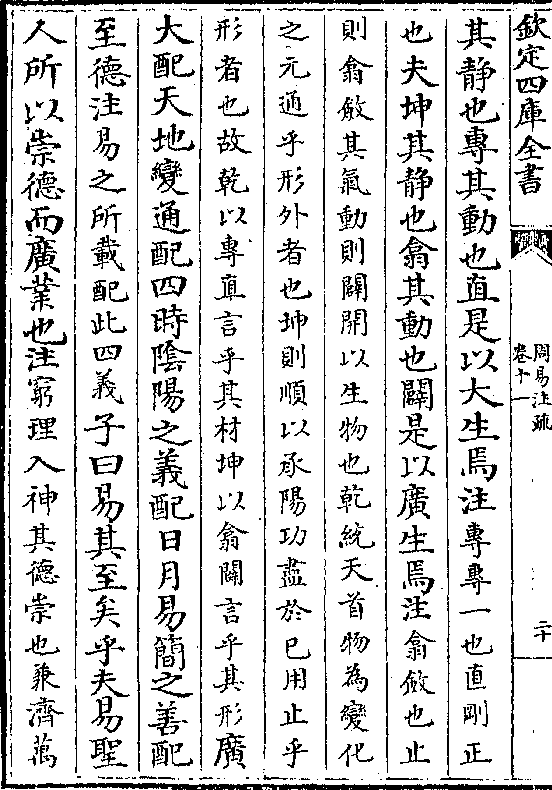 欽定四庫全書
周易注疏
卷十一
二十
其静也專其動也直是以大生焉注專專一也直剛正
也夫坤其静也翕其動也闢是以廣生焉注翕斂也止
則翕斂其氣動則闢開以生物也乾統天首物為變化
之元通乎形外者也坤則順以承陽功盡於已用止乎
形者也故乾以專直言乎其材坤以翕闢言乎其形廣
大配天地變通配四時陰陽之義配日月易簡之善配
至德注易之所載配此四義子曰易其至矣乎夫易聖
人所以崇德而廣業也注窮理入神其德崇也兼濟萬